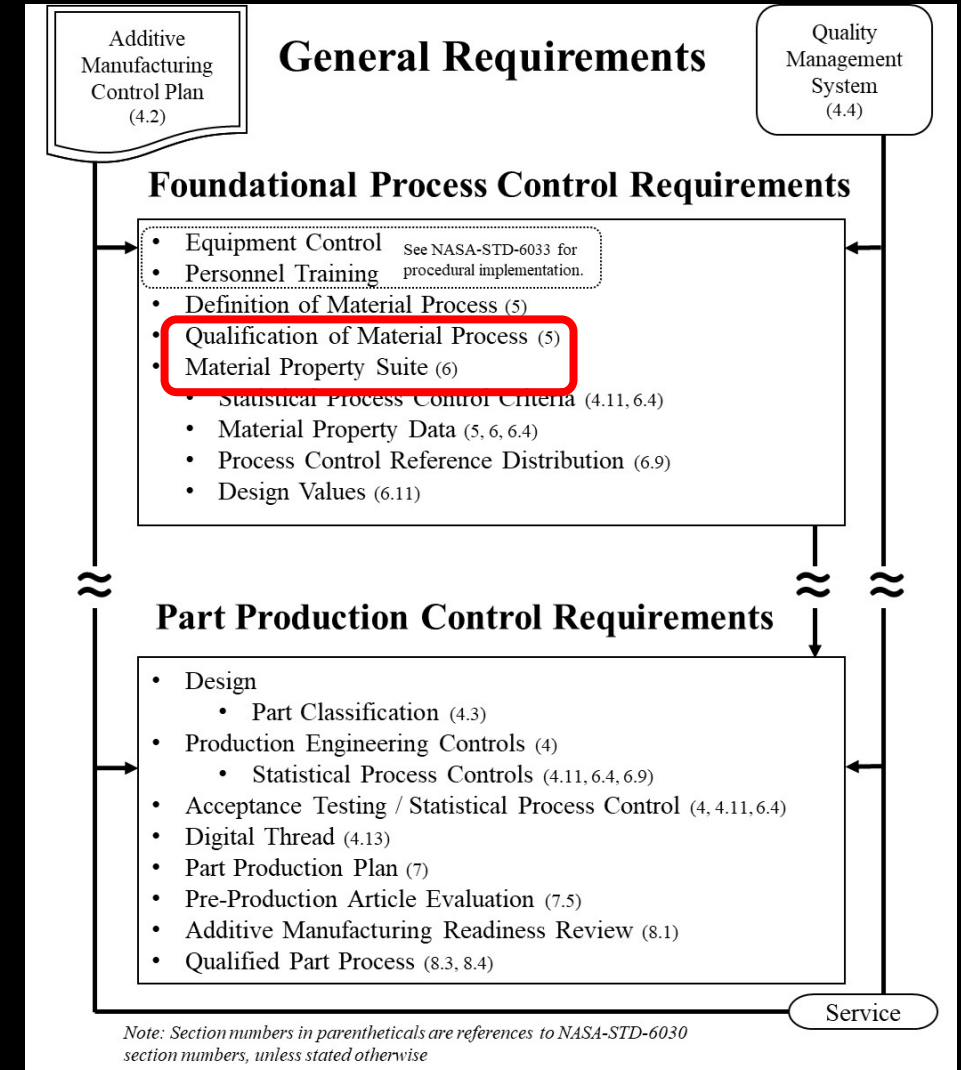 Additive
Manufacturing
Control Plan
(4.2)
General Requirements
Quality
Management
System
(4.4)
Foundational Process Control Requirements
• Equipment Control
• Personnel Training
See NASA-STD-6033 for
procedural implementation.
• Definition of Material Process (5)
• Qualification of Material Process (5)
• Material Property Suite (6)
• Statistical Process Control Criteria (4.11, 6.4)
• Material Property Data (5, 6, 6.4)
• Process Control Reference Distribution (6.9)
• Design Values (6.11)
≈ ≈ ≈
Part Production Control Requirements
• Design
• Part Classification (4.3)
• Production Engineering Controls (4)
• Statistical Process Controls (4.11, 6.4, 6.9)
• Acceptance Testing / Statistical Process Control (4, 4.11, 6.4)
• Digital Thread (4.13)
• Part Production Plan (7)
• Pre-Production Article Evaluation (7.5)
• Additive Manufacturing Readiness Review (8.1)
• Qualified Part Process (8.3, 8.4)
Service
Note: Section numbers in parentheticals are references to NASA-STD-6030
section numbers, unless stated otherwise